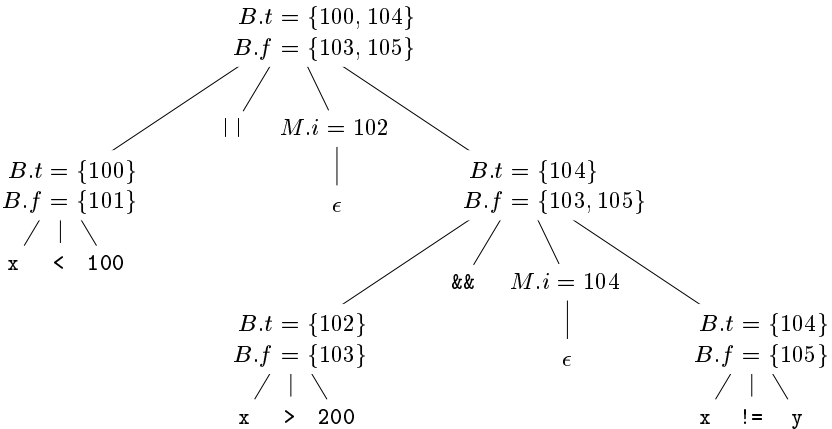 B.t = {100, 104}
B.f = {103, 105}
|| M.i = 102
B.t = {100}
B.f = {101}
ϵ
B.t = {104}
B.f = {103, 105}
x < 100
&& M.i = 104
B.t = {102}
B.f = {103}
ϵ
B.t = {104}
B.f = {105}
x > 200
x != y